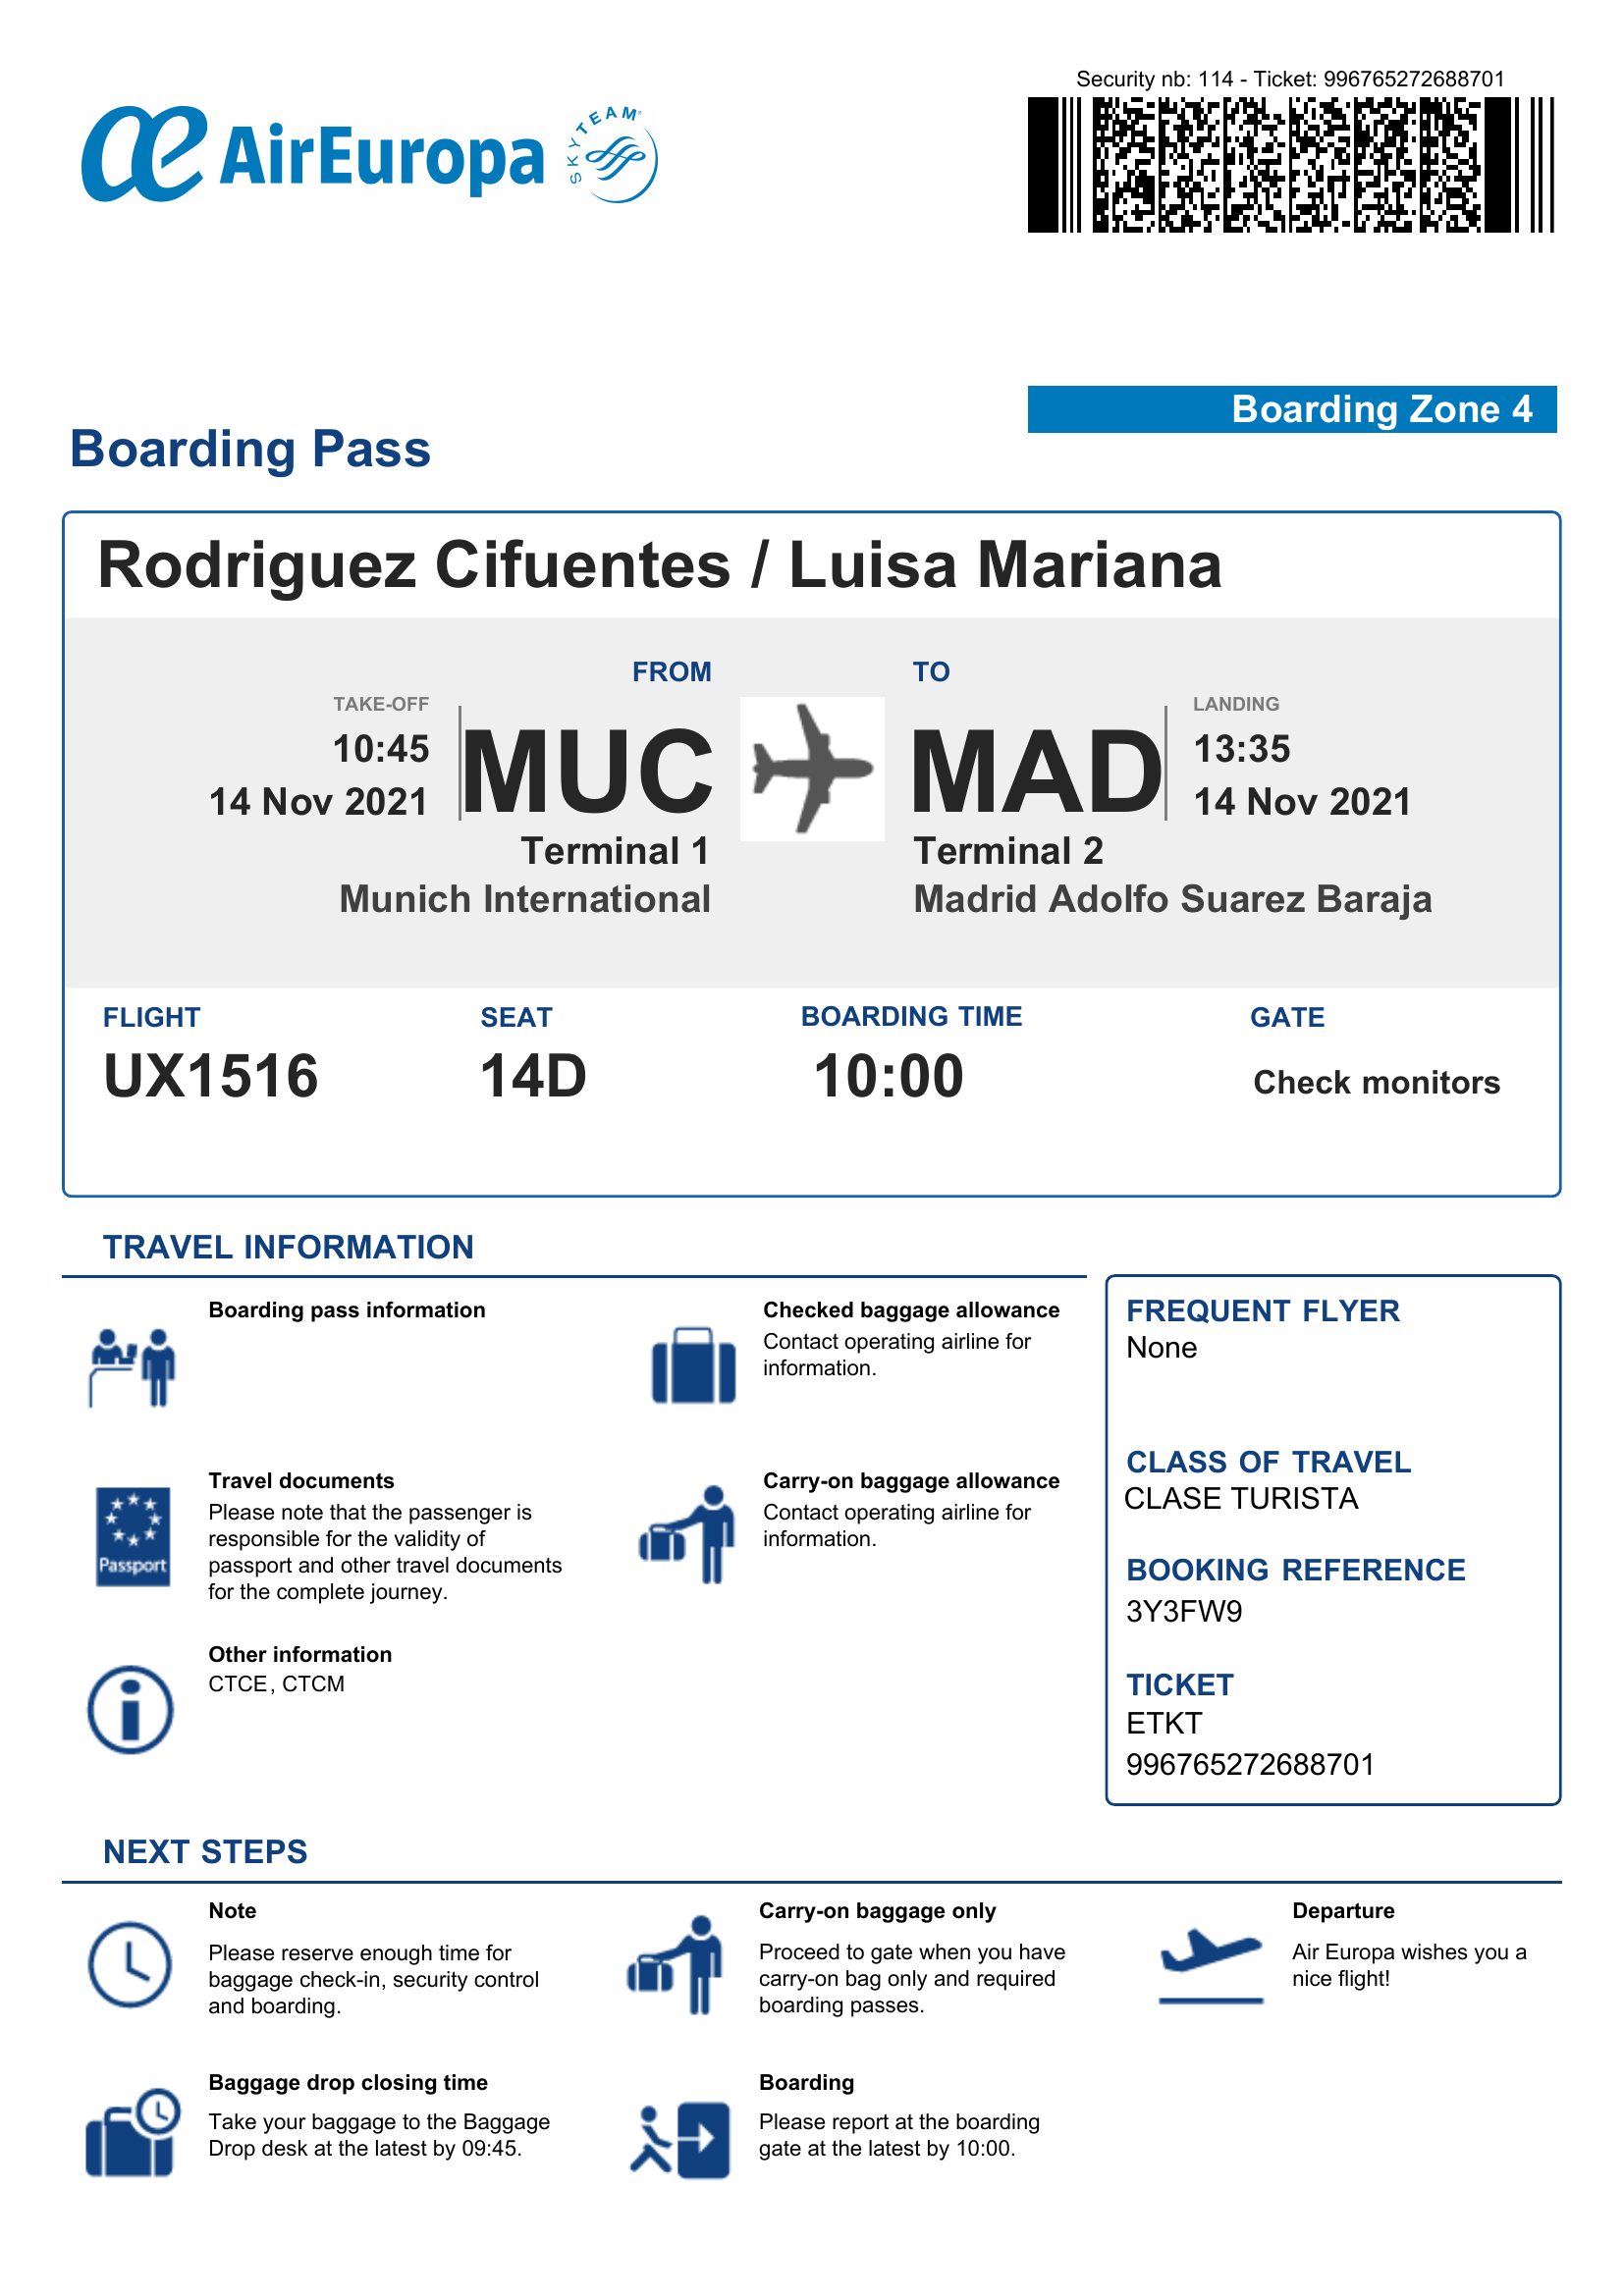 Security nb: 114 - Ticket: 996765272688701
æ AirEuropa SKYTEAM
Boarding Zone 4
Boarding Pass
Rodriguez Cifuentes / Luisa Mariana
FROM TO
TAKE-OFF LANDING
10:45 MUC MAD 13:35
14 Nov 2021 14 Nov 2021
Terminal 1 Terminal 2
Munich International Madrid Adolfo Suarez Baraja
FLIGHT SEAT BOARDING TIME GATE
UX1516 14D 10:00 Check monitors
TRAVEL INFORMATION
Boarding pass information
Checked baggage allowance
Contact operating airline for
information.
Passport
Travel documents
Please note that the passenger is
responsible for the validity of
passport and other travel documents
for the complete journey.
Carry-on baggage allowance
Contact operating airline for
information.
Other information
CTCE, CTCM
FREQUENT FLYER
None
CLASS OF TRAVEL
CLASE TURISTA
BOOKING REFERENCE
3Y3FW9
TICKET
ETKT
996765272688701
NEXT STEPS
Note
Please reserve enough time for
baggage check-in, security control
and boarding.
Carry-on baggage only
Proceed to gate when you have
carry-on bag only and required
boarding passes.
Departure
Air Europa wishes you a
nice flight!
Baggage drop closing time
Take your baggage to the Baggage
Drop desk at the latest by 09:45.
Boarding
Please report at the boarding
gate at the latest by 10:00.